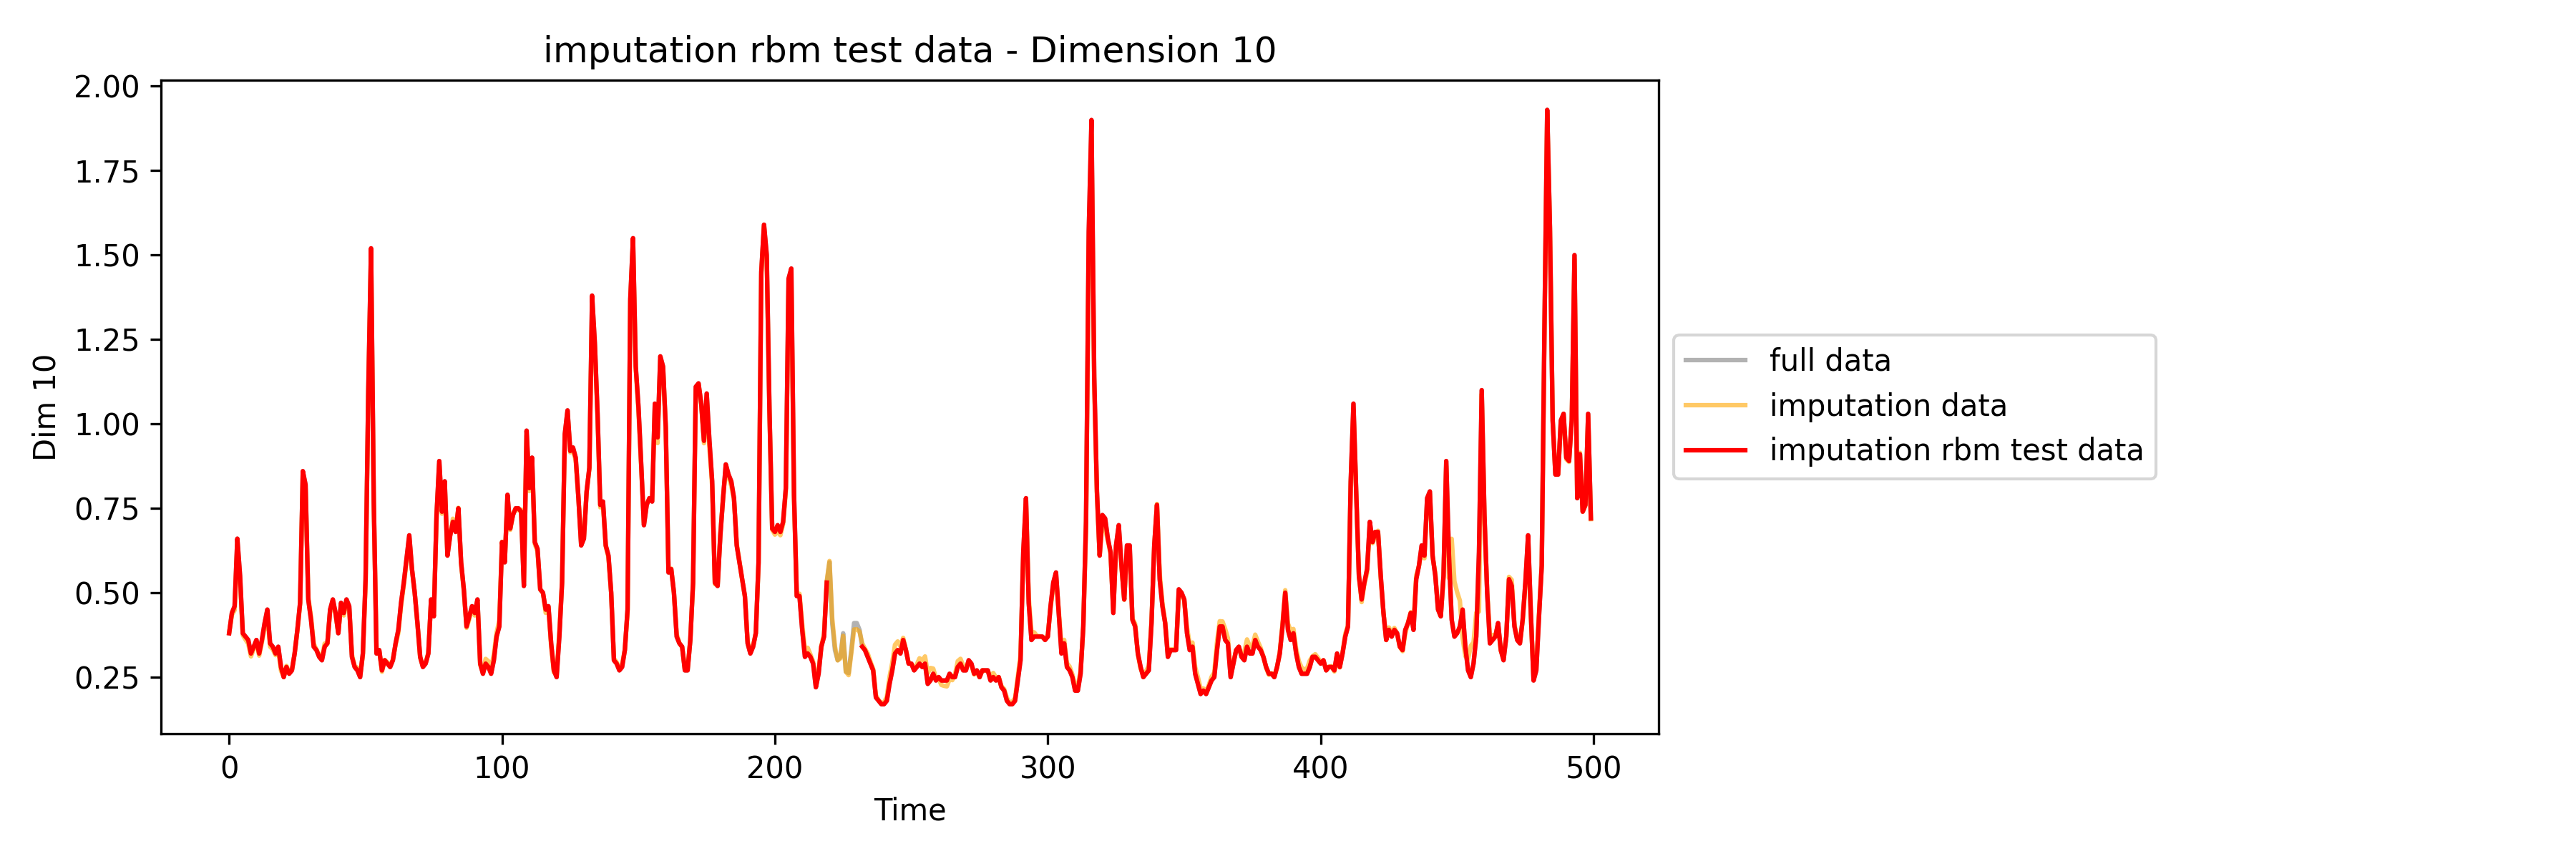 imputation rbm test data - Dimension 10
2.00
1.75
1.50
1.25
1.00
0.75
0.50
0.25
Dim 10
0 100 200 300 400 500
Time
full data
imputation data
imputation rbm test data